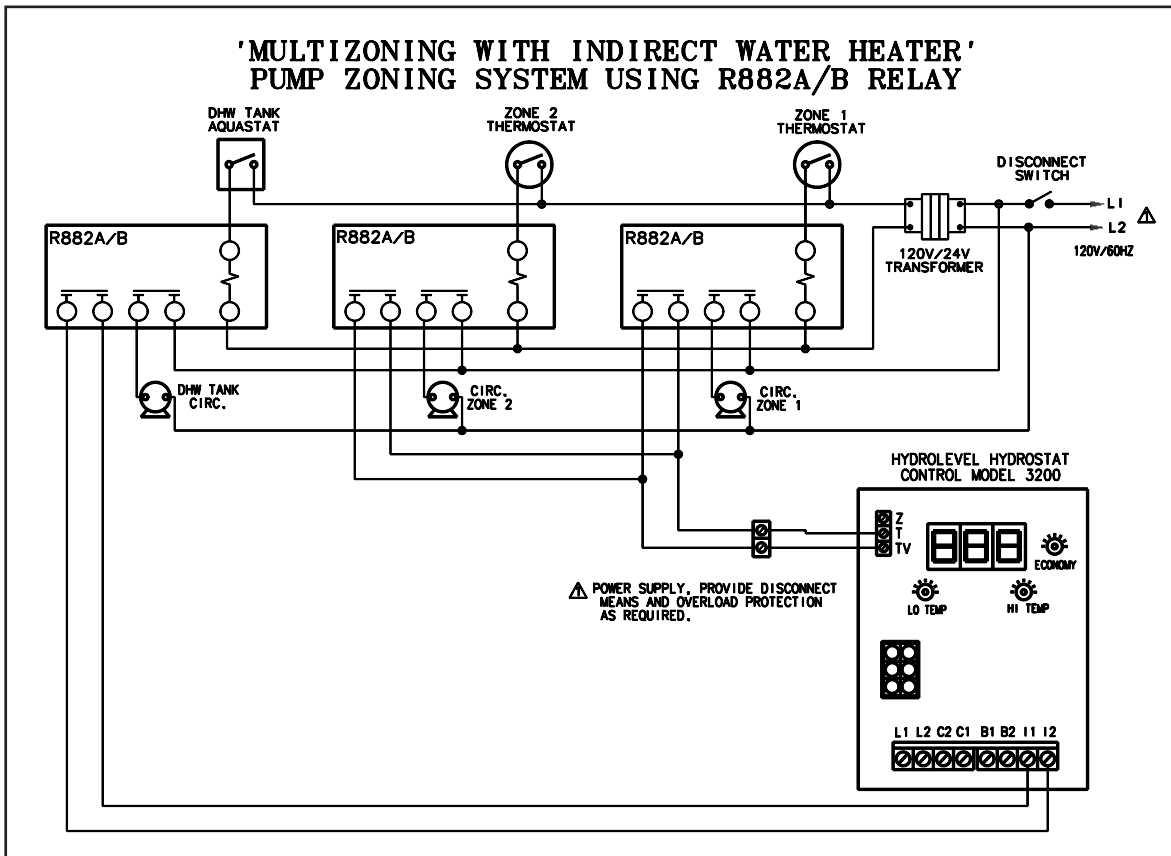 'MULTIZONING WITH INDIRECT WATER HEATER'
PUMP ZONING SYSTEM USING R882A/B RELAY
DHW TANK
AQUASTAT
ZONE 2
THERMOSTAT
ZONE 1
THERMOSTAT
DISCONNECT
SWITCH
L1
L2
!
120V/60HZ
R882A/B
R882A/B
R882A/B
120V/24V
TRANSFORMER
DHW TANK
CIRC.
CIRC.
ZONE 2
CIRC.
ZONE 1
HYDROLEVEL HYDROSTAT
CONTROL MODEL 3200
Z
T
TV
888
ECONOMY
LO TEMP
HI TEMP
! POWER SUPPLY, PROVIDE DISCONNECT
MEANS AND OVERLOAD PROTECTION
AS REQUIRED.
L1 L2 C2 C1 B1 B2 I1 I2